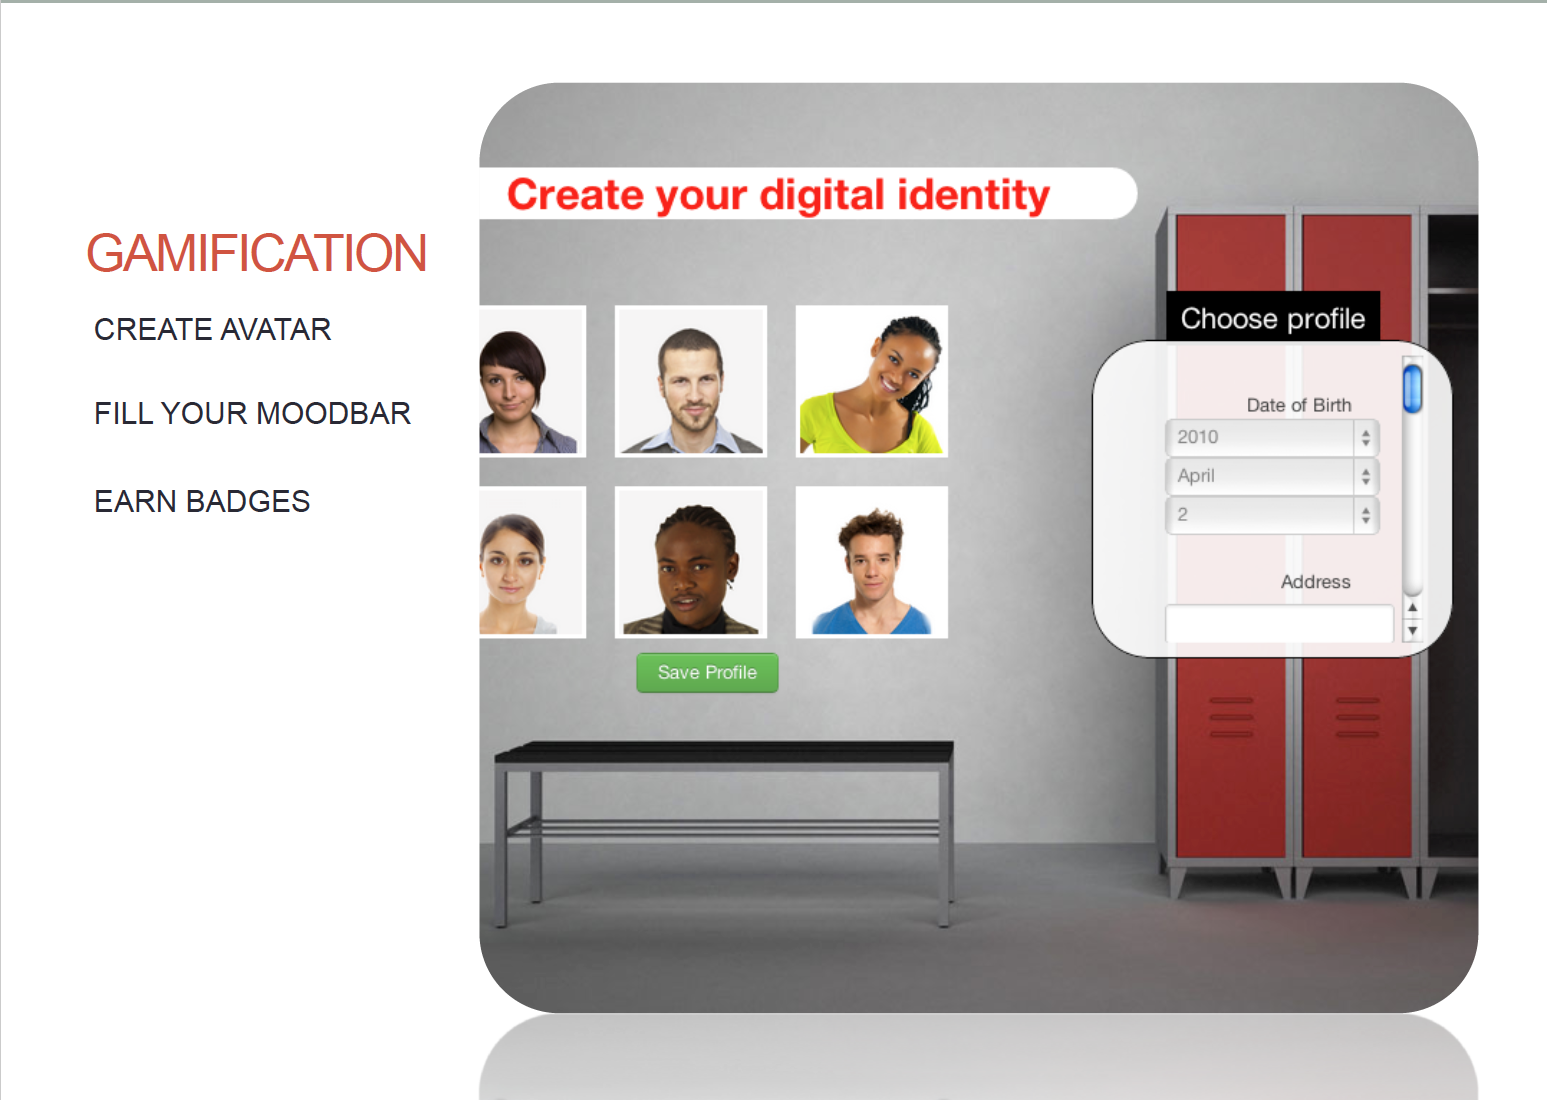 GAMIFICATION
CREATE AVATAR
FILL YOUR MOODBAR
EARN BADGES
Create your digital identity
Choose profile
Date of Birth
2010
April
2
Address
Save Profile